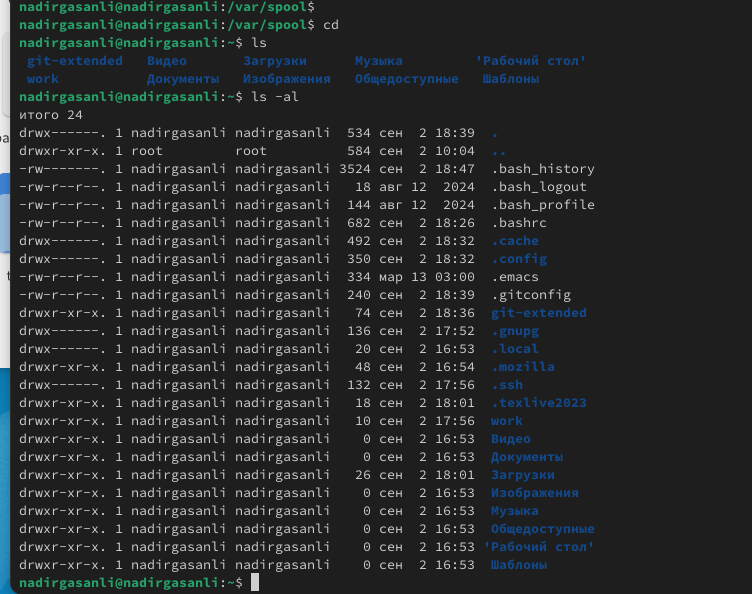 nadirgasanli@nadirgasanli:/var/spool$
nadirgasanli@nadirgasanli:/var/spool$ cd
nadirgasanli@nadirgasanli:~$ ls
git-extended Видео Загрузки Музыка 'Рабочий стол'
work Документы Изображения Общедоступные Шаблоны
nadirgasanli@nadirgasanli:~$ ls -al
итого 24
drwx------. 1 nadirgasanli nadirgasanli 534 сен 2 18:39 .
drwxr-xr-x. 1 root root 584 сен 2 10:04 ..
-rw-------. 1 nadirgasanli nadirgasanli 3524 сен 2 18:47 .bash_history
-rw-r--r--. 1 nadirgasanli nadirgasanli 18 авг 12 2024 .bash_logout
-rw-r--r--. 1 nadirgasanli nadirgasanli 144 авг 12 2024 .bash_profile
-rw-r--r--. 1 nadirgasanli nadirgasanli 682 сен 2 18:26 .bashrc
drwx------. 1 nadirgasanli nadirgasanli 492 сен 2 18:32 .cache
drwx------. 1 nadirgasanli nadirgasanli 350 сен 2 18:32 .config
-rw-r--r--. 1 nadirgasanli nadirgasanli 334 мар 13 03:00 .emacs
-rw-r--r--. 1 nadirgasanli nadirgasanli 240 сен 2 18:39 .gitconfig
drwxr-xr-x. 1 nadirgasanli nadirgasanli 74 сен 2 18:36 git-extended
drwx------. 1 nadirgasanli nadirgasanli 136 сен 2 17:52 .gnupg
drwx------. 1 nadirgasanli nadirgasanli 20 сен 2 16:53 .local
drwxr-xr-x. 1 nadirgasanli nadirgasanli 48 сен 2 16:54 .mozilla
drwx------. 1 nadirgasanli nadirgasanli 132 сен 2 17:56 .ssh
drwxr-xr-x. 1 nadirgasanli nadirgasanli 18 сен 2 18:01 .texlive2023
drwxr-xr-x. 1 nadirgasanli nadirgasanli 10 сен 2 17:56 work
drwxr-xr-x. 1 nadirgasanli nadirgasanli 0 сен 2 16:53 Видео
drwxr-xr-x. 1 nadirgasanli nadirgasanli 0 сен 2 16:53 Документы
drwxr-xr-x. 1 nadirgasanli nadirgasanli 26 сен 2 18:01 Загрузки
drwxr-xr-x. 1 nadirgasanli nadirgasanli 0 сен 2 16:53 Изображения
drwxr-xr-x. 1 nadirgasanli nadirgasanli 0 сен 2 16:53 Музыка
drwxr-xr-x. 1 nadirgasanli nadirgasanli 0 сен 2 16:53 Общедоступные
drwxr-xr-x. 1 nadirgasanli nadirgasanli 0 сен 2 16:53 'Рабочий стол'
drwxr-xr-x. 1 nadirgasanli nadirgasanli 0 сен 2 16:53 Шаблоны
nadirgasanli@nadirgasanli:~$